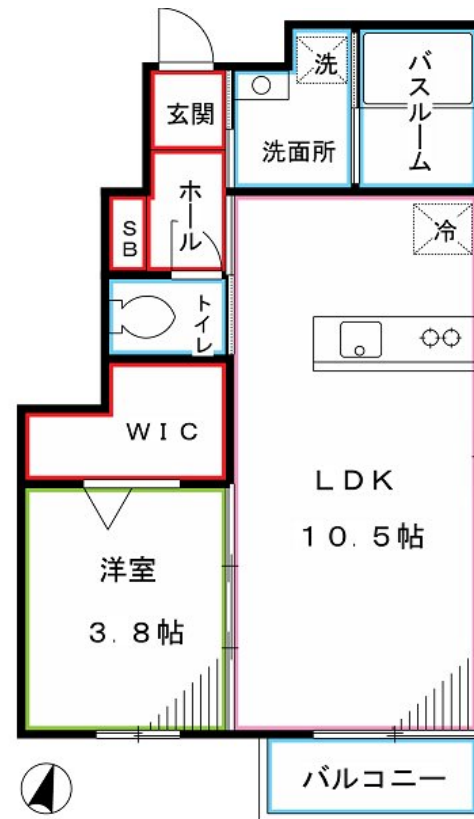 玄関
洗
洗面所
バスルーム
ホール
SB
冷
トイレ
WIC
LDK
10.5帖
洋室
3.8帖
バルコニー